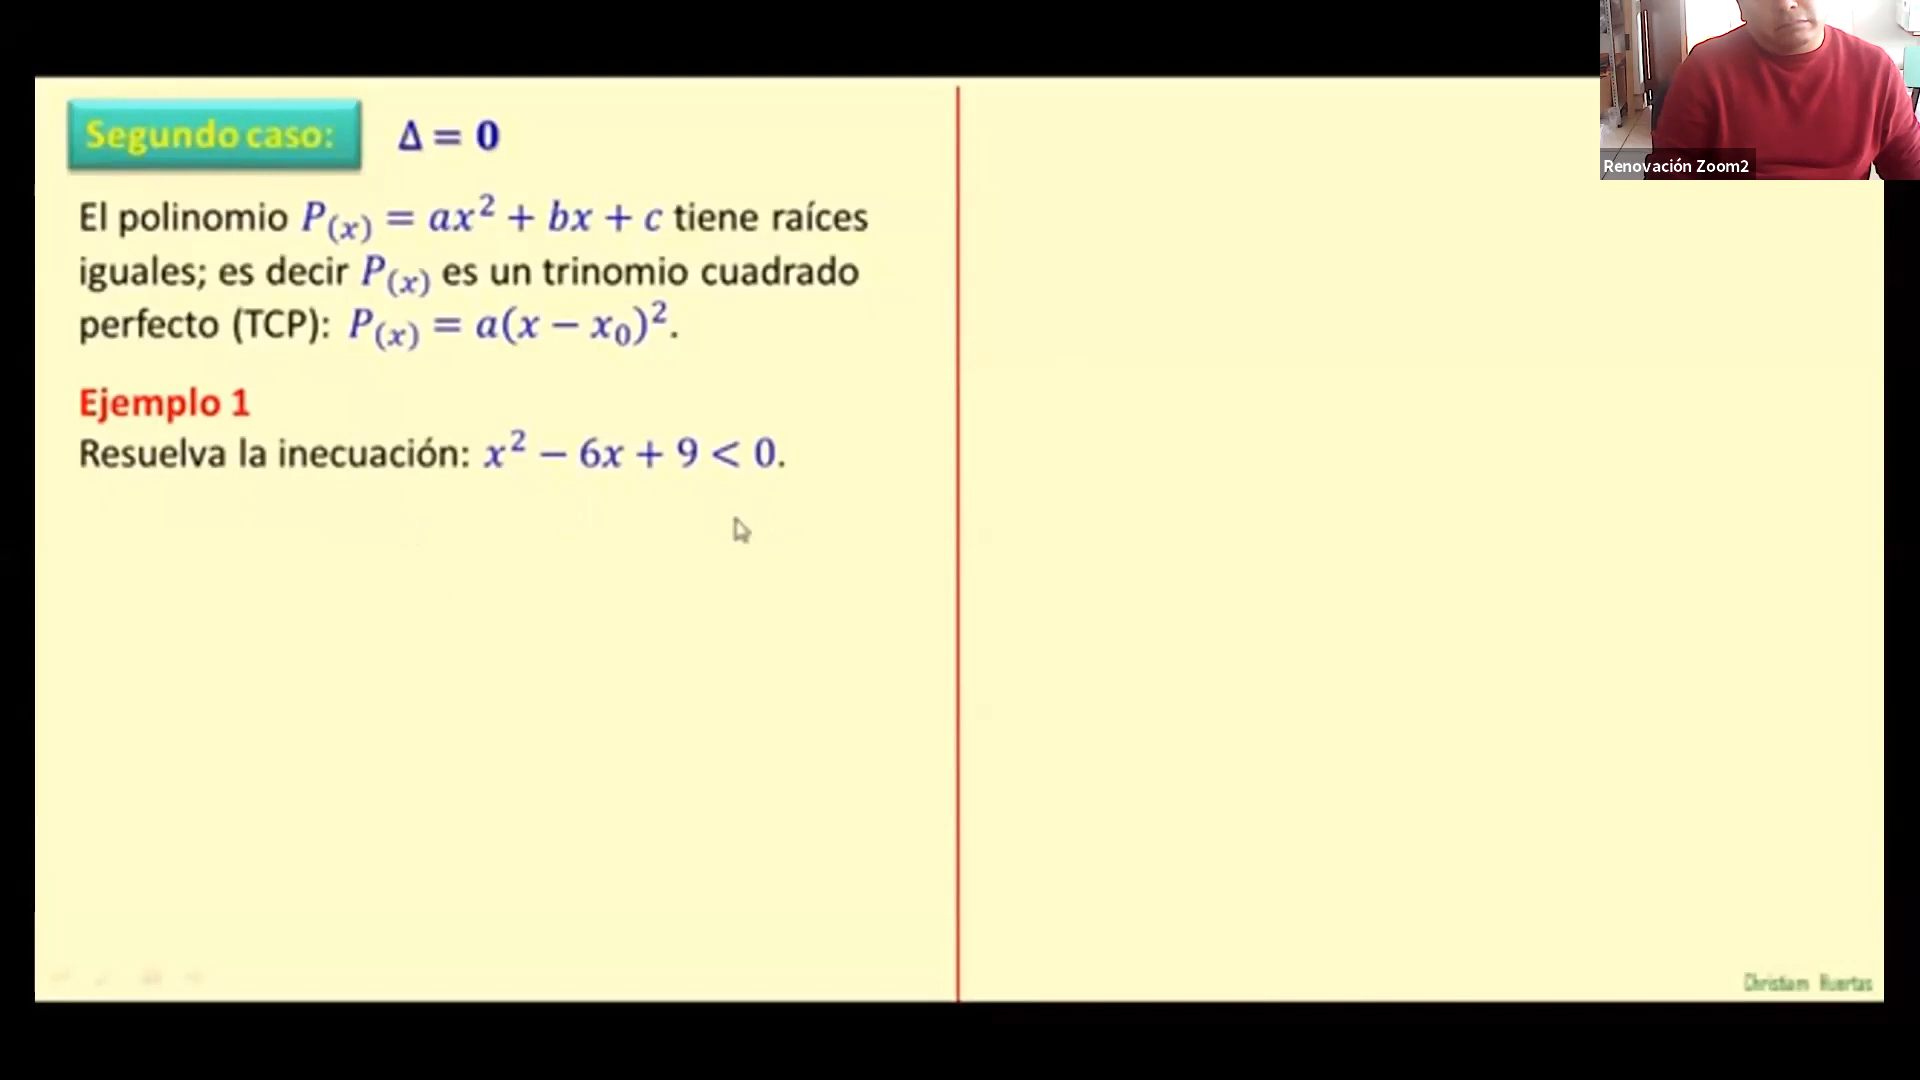 Segundo caso: Δ = 0
El polinomio P₍ₓ₎ = ax² + bx + c tiene raíces
iguales; es decir P₍ₓ₎ es un trinomio cuadrado
perfecto (TCP): P₍ₓ₎ = a(x − x₀)².
Ejemplo 1
Resuelva la inecuación: x² − 6x + 9 < 0.
Renovación Zoom2
Christiam Huertas